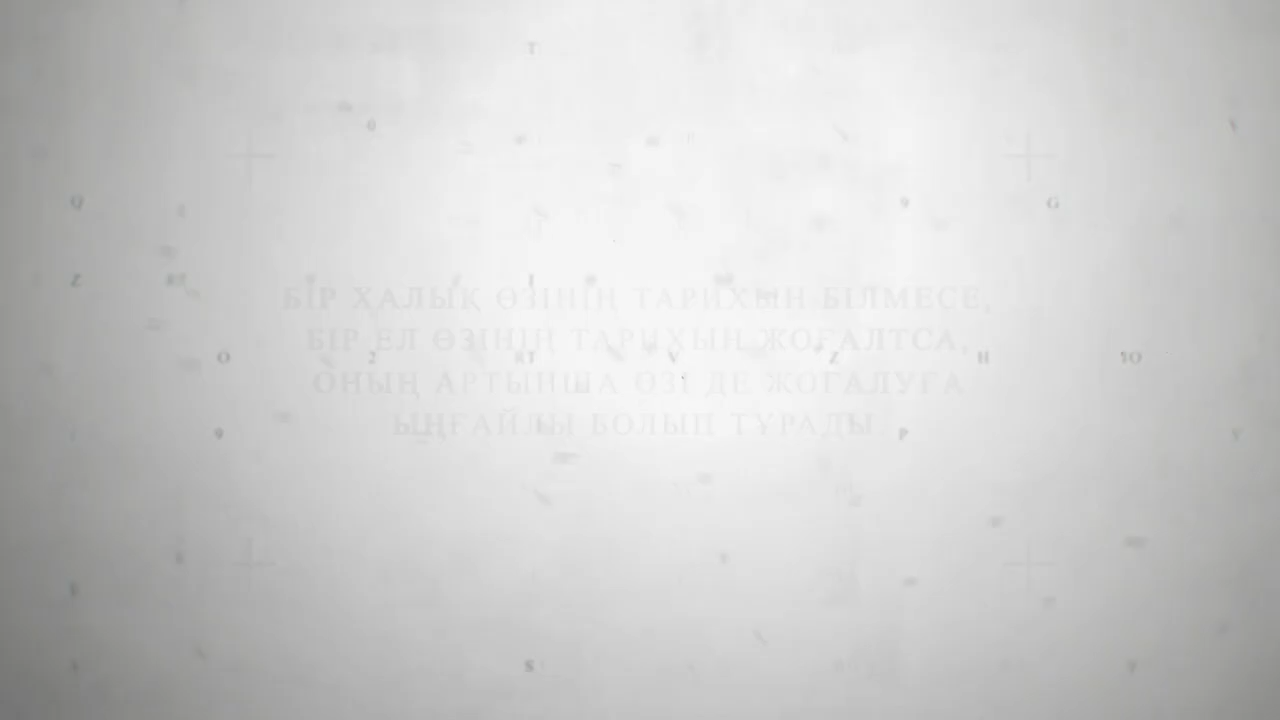 БІР ХАЛЫҚ ӨЗІНІҢ ТАРИХЫН БІЛМЕСЕ,
БІР ЕЛ ӨЗІНІҢ ТАРИХЫН ЖОҒАЛТСА,
ОНЫҢ АРТЫНША ӨЗІ ДЕ ЖОҒАЛУҒА
ЫҢҒАЙЛЫ БОЛЫП ТҰРАДЫ.